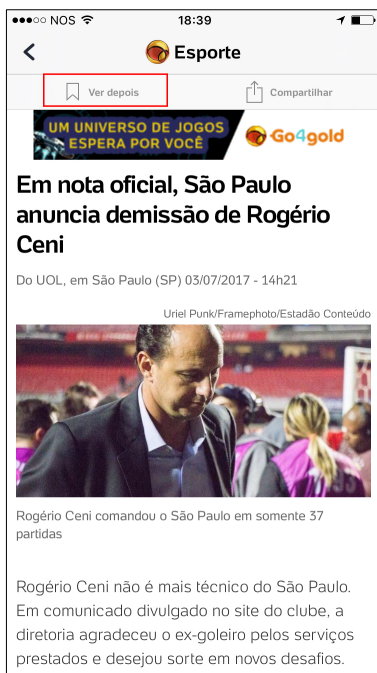 NOS 18:39
Esporte
Ver depois Compartilhar
UM UNIVERSO DE JOGOS
ESPERA POR VOCÊ
Go4gold
Em nota oficial, São Paulo
anuncia demissão de Rogério
Ceni
Do UOL, em São Paulo (SP) 03/07/2017 - 14h21
Uriel Punk/Framephoto/Estadão Conteúdo
Rogério Ceni comandou o São Paulo em somente 37
partidas
Rogério Ceni não é mais técnico do São Paulo.
Em comunicado divulgado no site do clube, a
diretoria agradeceu o ex-goleiro pelos serviços
prestados e desejou sorte em novos desafios.